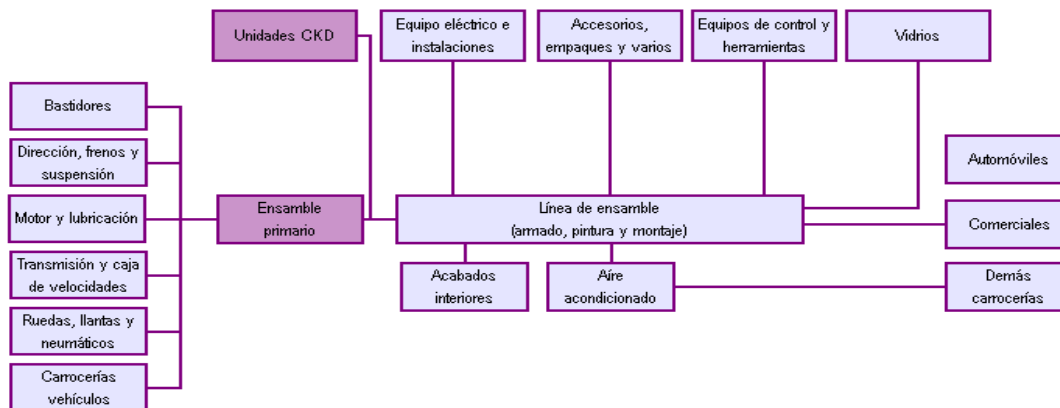 Unidades CKD
Equipo eléctrico e
instalaciones
Accesorios,
empaques y varios
Equipos de control y
herramientas
Vidrios
Bastidores
Dirección, frenos y
suspensión
Motor y lubricación
Transmisión y caja
de velocidades
Ruedas, llantas y
neumáticos
Carrocerías
vehículos
Ensamble
primario
Línea de ensamble
(armado, pintura y montaje)
Acabados
interiores
Aíre
acondicionado
Automóviles
Comerciales
Demás
carrocerías